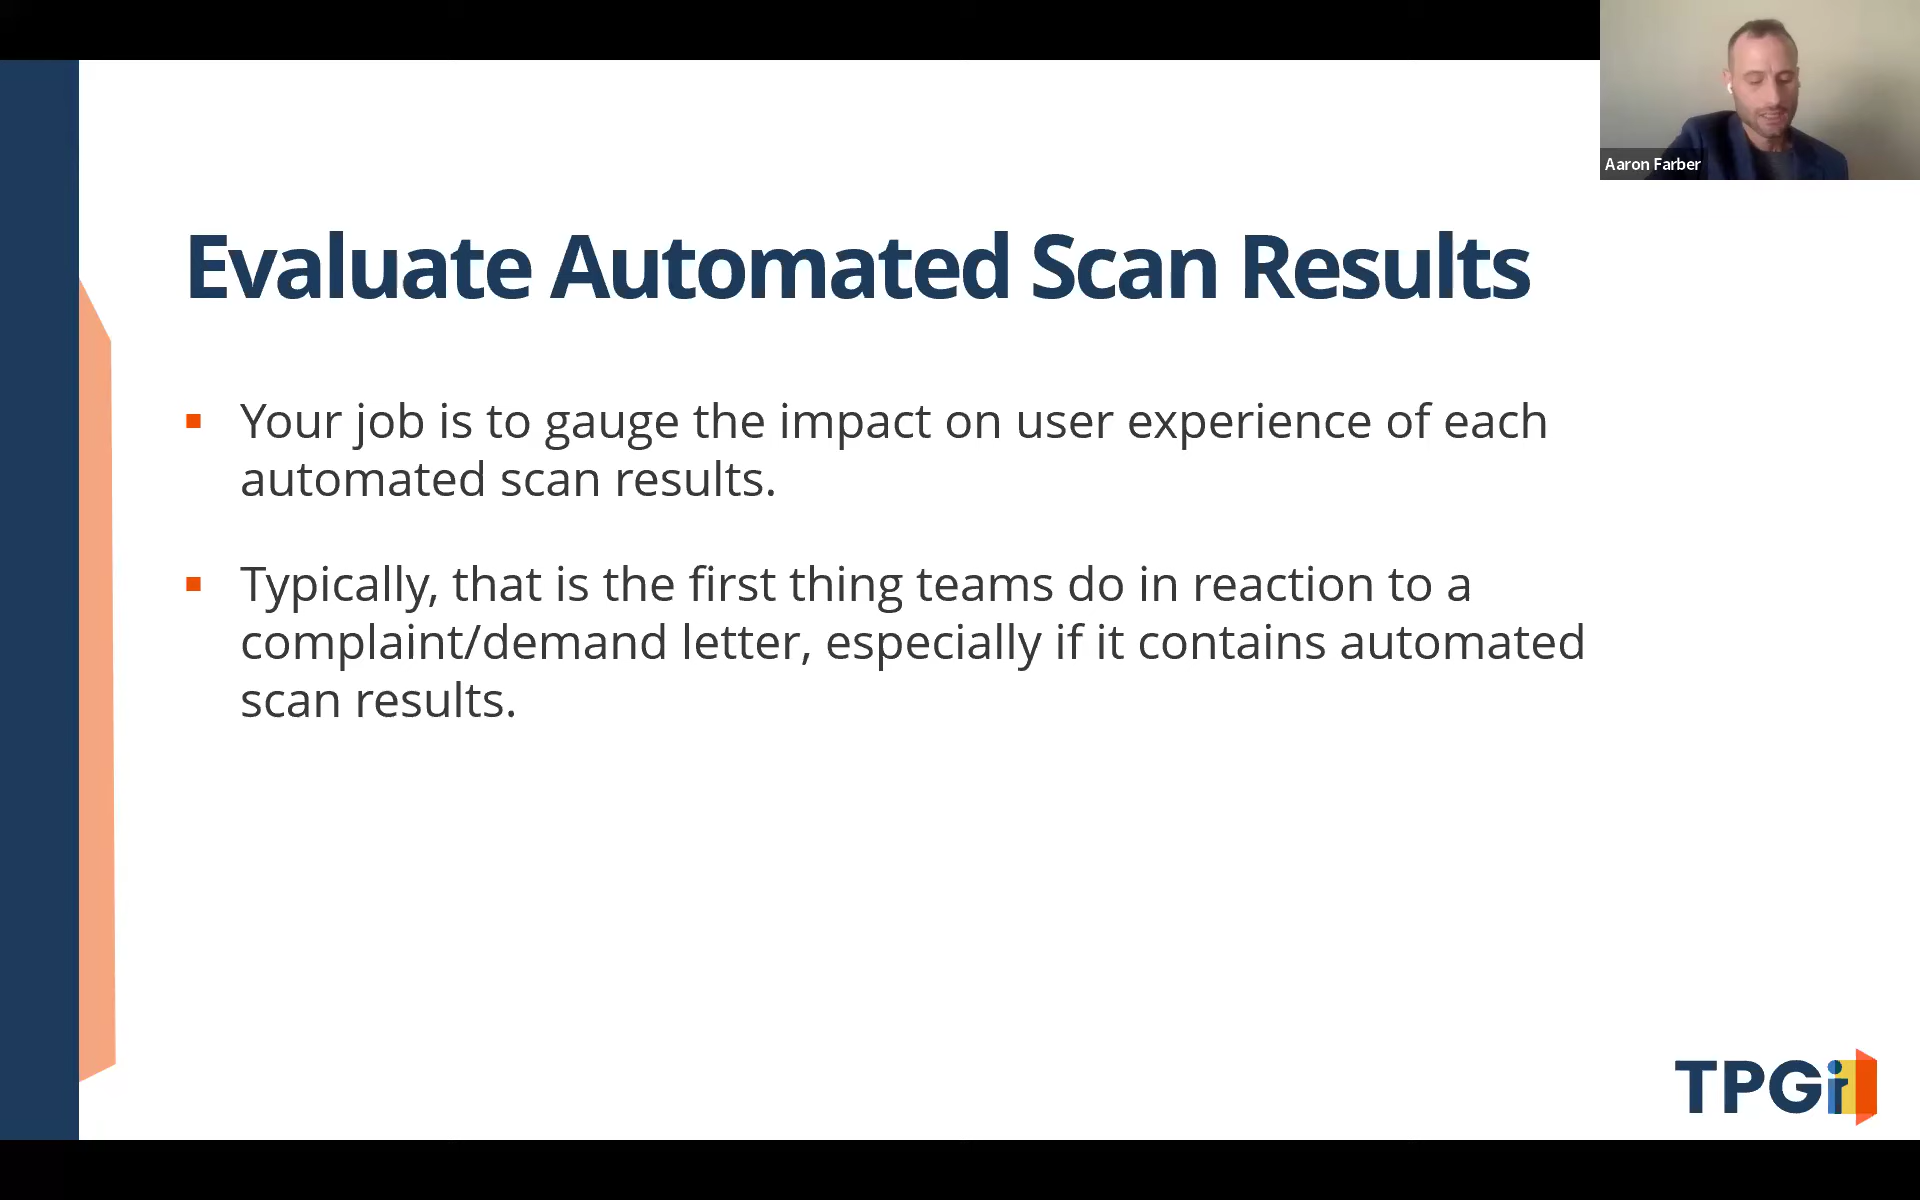 Aaron Farber
Evaluate Automated Scan Results
Your job is to gauge the impact on user experience of each
automated scan results.
Typically, that is the first thing teams do in reaction to a
complaint/demand letter, especially if it contains automated
scan results.
TPGi